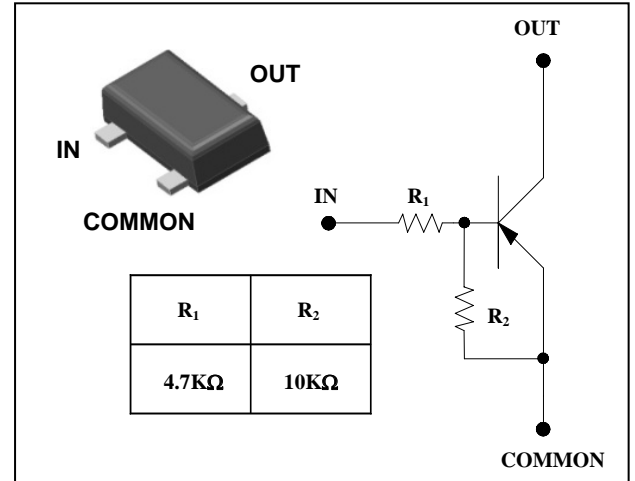 OUT
OUT
IN
COMMON
IN
R₁
R₂
R₁ R₂
4.7KΩ 10KΩ
COMMON